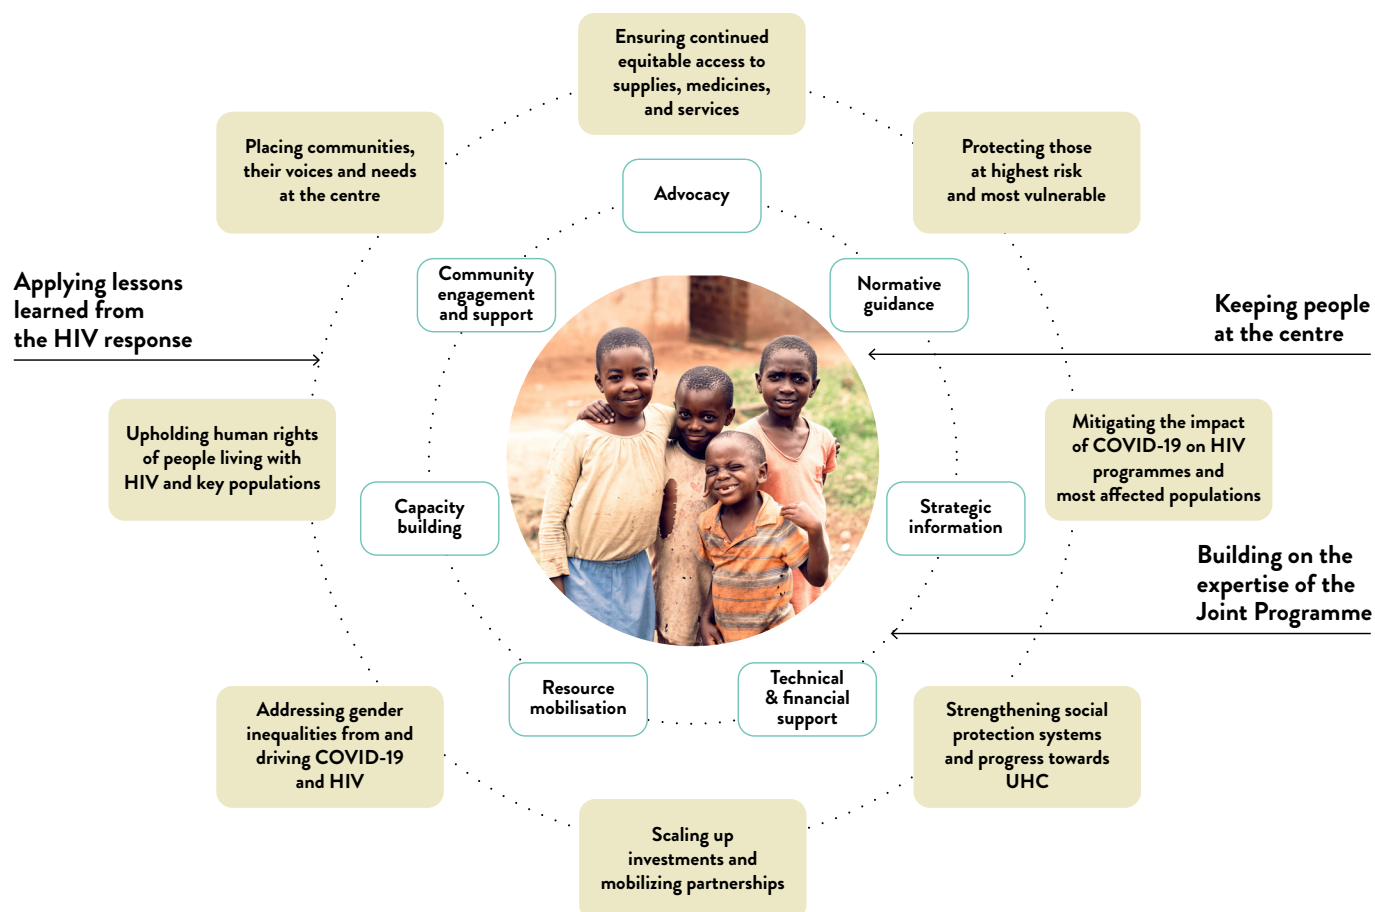 Ensuring continued
equitable access to
supplies, medicines,
and services
Placing communities,
their voices and needs
at the centre
Protecting those
at highest risk
and most vulnerable
Advocacy
Community
engagement
and support
Normative
guidance
Applying lessons
learned from
the HIV response
Keeping people
at the centre
Upholding human rights
of people living with
HIV and key populations
Mitigating the impact
of COVID-19 on HIV
programmes and
most affected populations
Capacity
building
Strategic
information
Building on the
expertise of the
Joint Programme
Resource
mobilisation
Technical
& financial
support
Addressing gender
inequalities from and
driving COVID-19
and HIV
Strengthening social
protection systems
and progress towards
UHC
Scaling up
investments and
mobilizing partnerships